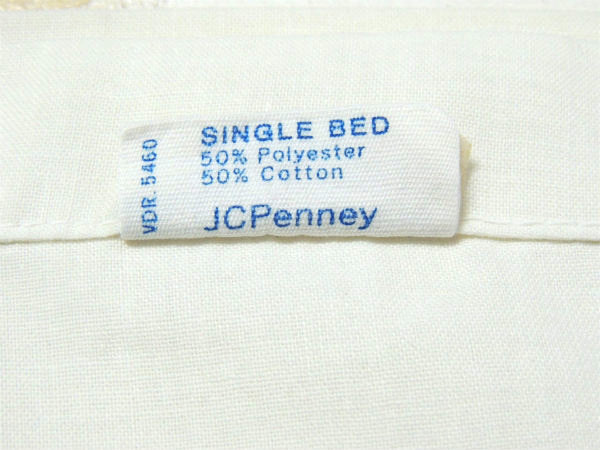 SINGLE BED
50% Polyester
50% Cotton
JCPenney
VDR. 5460